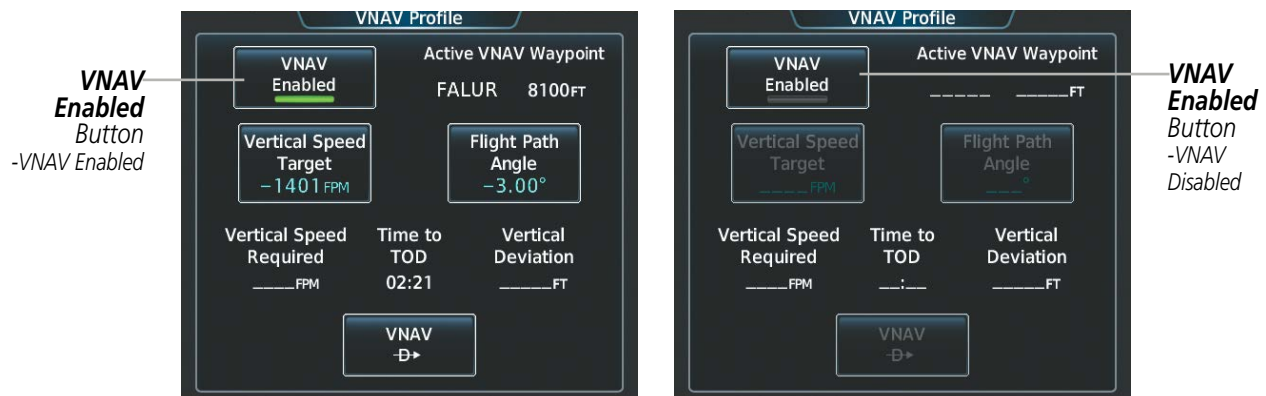 VNAV
Enabled
Button
-VNAV Enabled
VNAV Profile
VNAV
Enabled
Active VNAV Waypoint
FALUR 8100FT
Vertical Speed
Target
-1401 FPM
Flight Path
Angle
-3.00°
Vertical Speed
Required
____FPM
Time to
TOD
02:21
Vertical
Deviation
_____FT
VNAV
D
VNAV Profile
VNAV
Enabled
Active VNAV Waypoint
_____ _____FT
Vertical Speed
Target
____FPM
Flight Path
Angle
___°
Vertical Speed
Required
____FPM
Time to
TOD
__:__
Vertical
Deviation
_____FT
VNAV
D
VNAV
Enabled
Button
-VNAV
Disabled